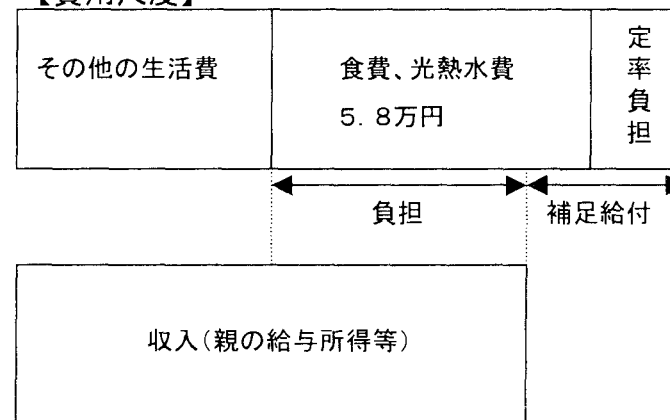 その他の生活費
食費、光熱水費
5.8万円
定率負担
負担
補足給付
収入(親の給与所得等)